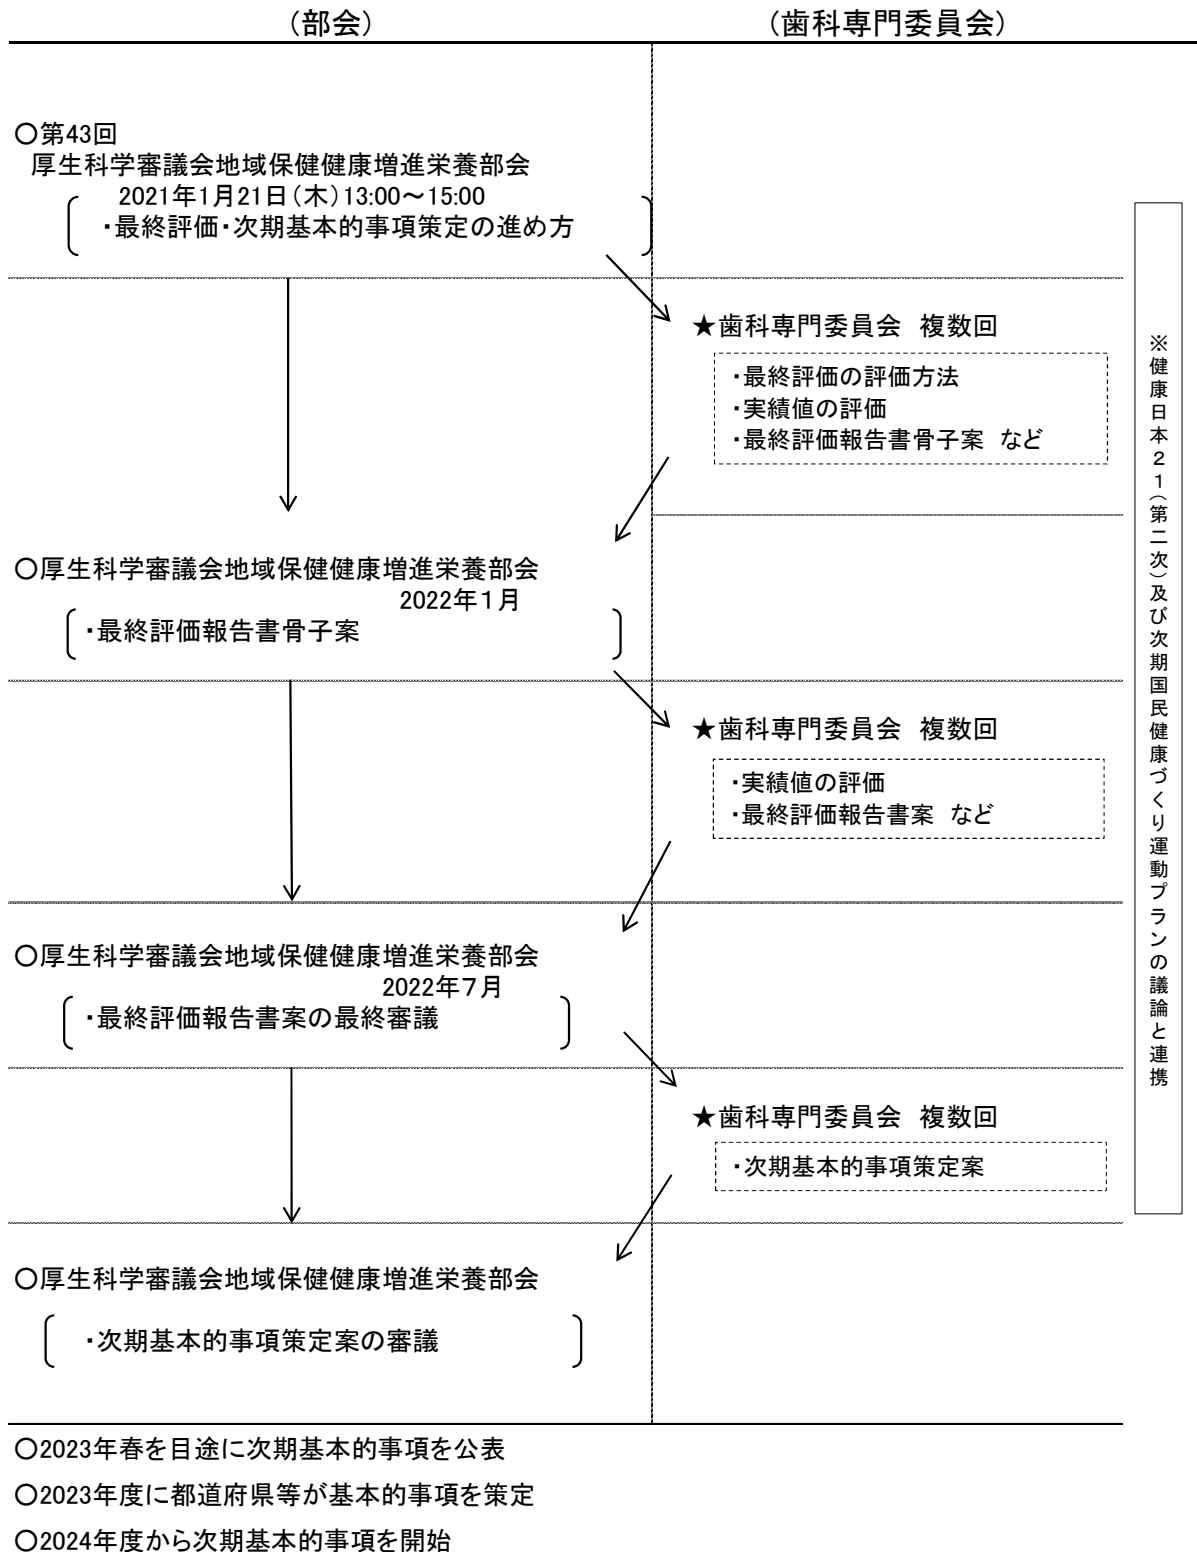 (部会)
(歯科専門委員会)
○第43回
厚生科学審議会地域保健健康増進栄養部会
2021年1月21日(木)13:00～15:00
・最終評価・次期基本的事項策定の進め方
★歯科専門委員会 複数回
・最終評価の評価方法
・実績値の評価
・最終評価報告書骨子案 など
○厚生科学審議会地域保健健康増進栄養部会
2022年１月
・最終評価報告書骨子案
★歯科専門委員会 複数回
・実績値の評価
・最終評価報告書案 など
○厚生科学審議会地域保健健康増進栄養部会
2022年７月
・最終評価報告書案の最終審議
★歯科専門委員会 複数回
・次期基本的事項策定案
○厚生科学審議会地域保健健康増進栄養部会
・次期基本的事項策定案の審議
※健康日本２１（第二次）及び次期国民健康づくり運動プランの議論と連携
○2023年春を目途に次期基本的事項を公表
○2023年度に都道府県等が基本的事項を策定
○2024年度から次期基本的事項を開始